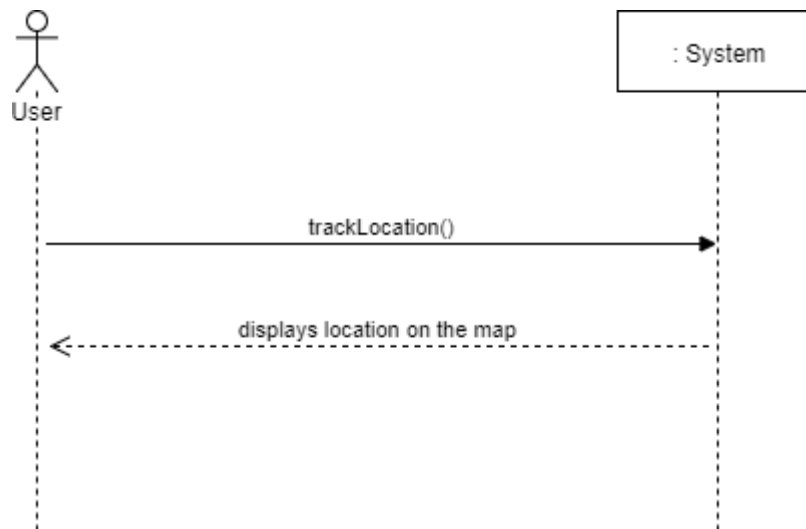 : System
User
trackLocation()
displays location on the map